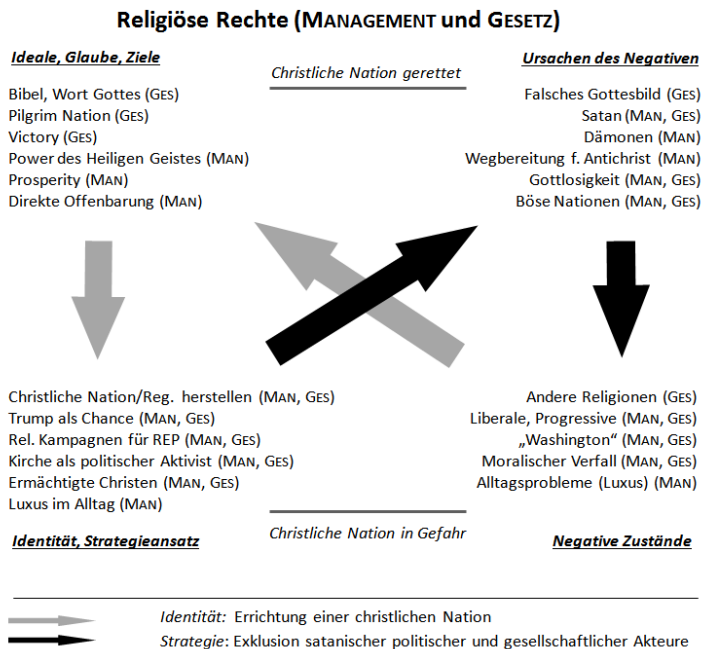 Religiöse Rechte (MANAGEMENT und GESETZ)
Ideale, Glaube, Ziele
Christliche Nation gerettet
Ursachen des Negativen
Bibel, Wort Gottes (GES)
Pilgrim Nation (GES)
Victory (GES)
Power des Heiligen Geistes (MAN)
Prosperity (MAN)
Direkte Offenbarung (MAN)
Falsches Gottesbild (GES)
Satan (MAN, GES)
Dämonen (MAN)
Wegbereitung f. Antichrist (MAN)
Gottlosigkeit (MAN, GES)
Böse Nationen (MAN, GES)
Christliche Nation/Reg. herstellen (MAN, GES)
Trump als Chance (MAN, GES)
Rel. Kampagnen für REP (MAN, GES)
Kirche als politischer Aktivist (MAN, GES)
Ermächtigte Christen (MAN, GES)
Luxus im Alltag (MAN)
Andere Religionen (GES)
Liberale, Progressive (MAN, GES)
„Washington“ (MAN, GES)
Moralischer Verfall (MAN, GES)
Alltagsprobleme (Luxus) (MAN)
Identität, Strategieansatz
Christliche Nation in Gefahr
Negative Zustände
Identität: Errichtung einer christlichen Nation
Strategie: Exklusion satanischer politischer und gesellschaftlicher Akteure